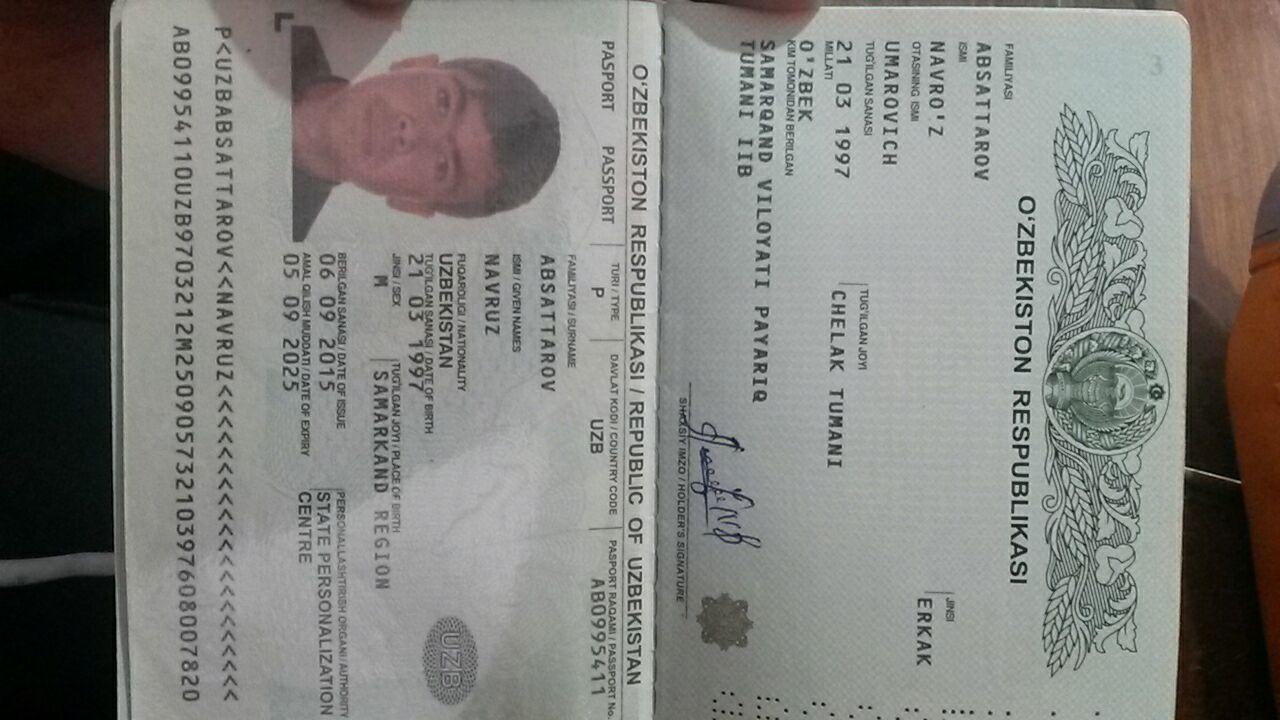 O'ZBEKISTON RESPUBLIKASI
FAMILIYASI
ABSATTAROV
ISMI
NAVRO'Z
JINSI
ERKAK
OTASINING ISMI
UMAROVICH
TUG'ILGAN SANASI
21 03 1997
TUG'ILGAN JOYI
CHELAK TUMANI
MILLATI
O'ZBEK
KIM TOMONIDAN BERILGAN
SAMARQAND VILOYATI PAYARIQ
TUMANI IIB
SHAXSIY IMZO / HOLDER'S SIGNATURE
O'ZBEKISTON RESPUBLIKASI / REPUBLIC OF UZBEKISTAN
PASPORT PASSPORT
TURI / TYPE
P
DAVLAT KODI / COUNTRY CODE
UZB
PASPORT RAQAMI / PASSPORT No.
AB0995411
FAMILIYASI / SURNAME
ABSATTAROV
ISMI / GIVEN NAMES
NAVRUZ
FUQAROLIGI / NATIONALITY
UZBEKISTAN
UZB
TUG'ILGAN SANASI / DATE OF BIRTH
21 03 1997
JINSI / SEX
M
TUG'ILGAN JOYI / PLACE OF BIRTH
SAMARKAND REGION
BERILGAN SANASI / DATE OF ISSUE
06 09 2015
PERSONALLASHTIRISH ORGANI / AUTHORITY
STATE PERSONALIZATION
CENTRE
AMAL QILISH MUDDATI / DATE OF EXPIRY
05 09 2025
P<UZBABSATTAROV<<NAVRUZ<<<<<<<<<<<<<<<<<<<<<
AB09954110UZB9703212M25090573210397608007820